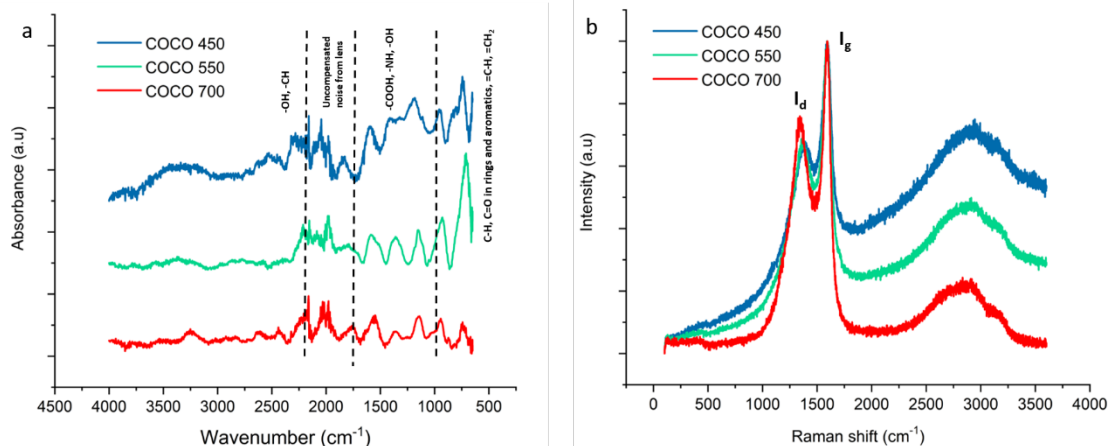 a
COCO 450
COCO 550
COCO 700
-OH, -CH
Uncompensated
noise from lens
-COOH, -NH, -OH
C-H, C=O in rings and aromatics, =C-H, =CH₂
Absorbance (a.u)
4500 4000 3500 3000 2500 2000 1500 1000 500
Wavenumber (cm⁻¹)
b
COCO 450
COCO 550
COCO 700
I_d
I_g
Intensity (a.u)
0 500 1000 1500 2000 2500 3000 3500 4000
Raman shift (cm⁻¹)